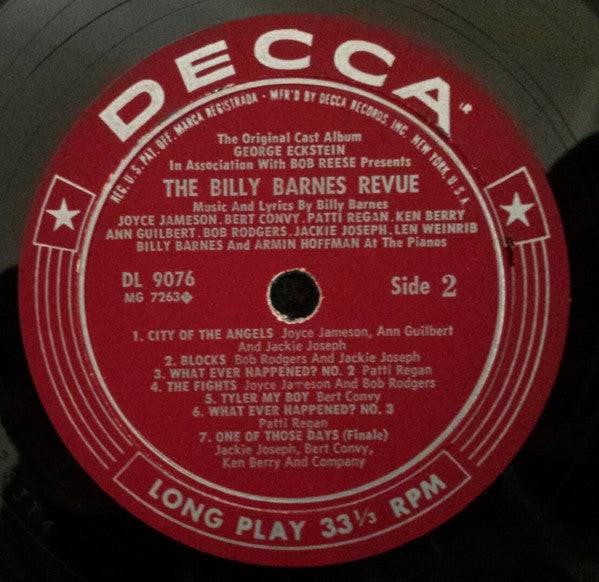 DECCA
REG. U. S. PAT. OFF. MARCA REGISTRADA • MFR'D BY DECCA RECORDS, INC., NEW YORK, U. S. A.
The Original Cast Album
GEORGE ECKSTEIN
In Association With BOB REESE Presents
THE BILLY BARNES REVUE
Music And Lyrics By Billy Barnes
JOYCE JAMESON. BERT CONVY. PATTI REGAN. KEN BERRY
ANN GUILBERT. BOB RODGERS. JACKIE JOSEPH. LEN WEINRIB
BILLY BARNES And ARMIN HOFFMAN At The Pianos
DL 9076
MG 7263
Side 2
1. CITY OF THE ANGELS Joyce Jameson, Ann Guilbert
And Jackie Joseph
2. BLOCKS Bob Rodgers And Jackie Joseph
3. WHAT EVER HAPPENED? NO. 2 Patti Regan
4. THE FIGHTS Joyce Jameson And Bob Rodgers
5. TYLER MY BOY Bert Convy
6. WHAT EVER HAPPENED? NO. 3
Patti Regan
7. ONE OF THOSE DAYS (Finale)
Jackie Joseph, Bert Convy,
Ken Berry And Company
LONG PLAY 33⅓ RPM